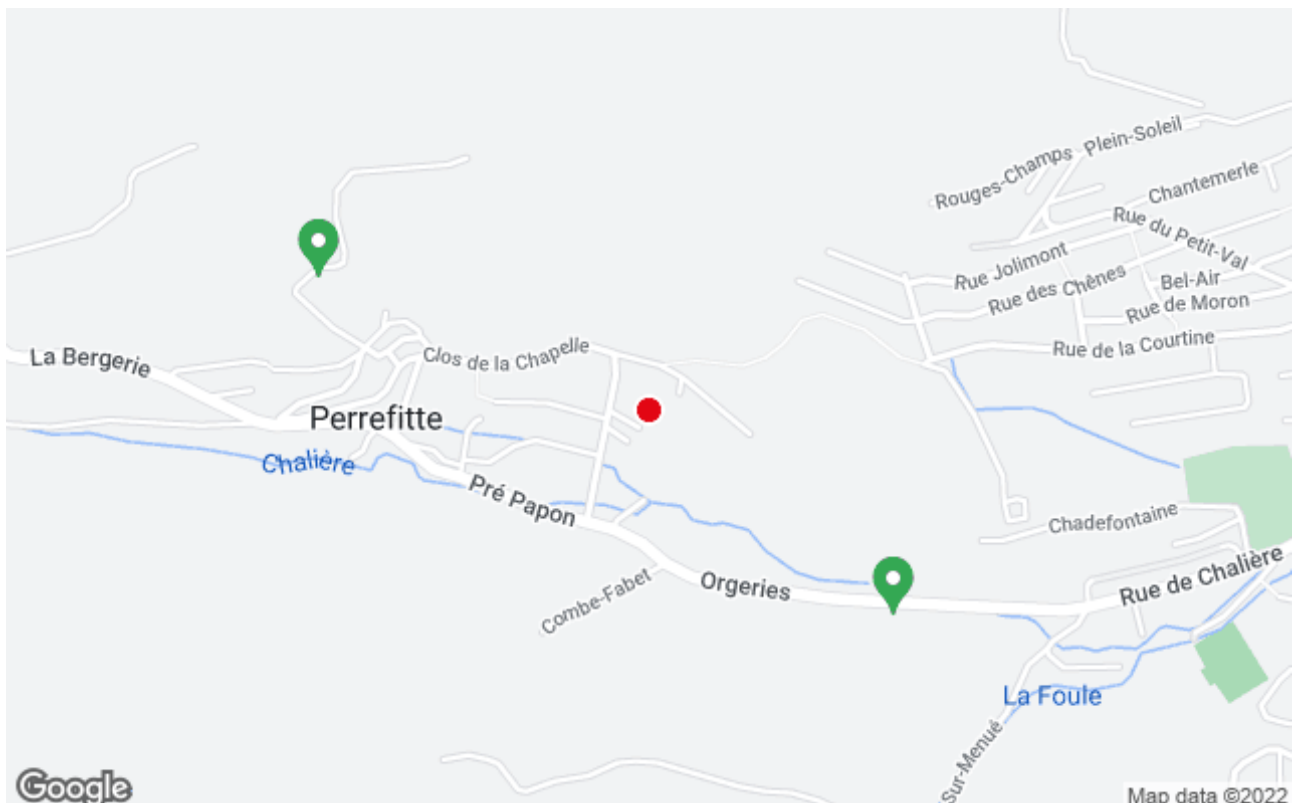 Plein-Soleil
Rouges-Champs
Chantemerle
Rue du Petit-Val
Rue Jolimont
Rue des Chênes
Bel-Air
Rue de Moron
Rue de la Courtine
Clos de la Chapelle
La Bergerie
Perrefitte
Chalière
Pré Papon
Chadefontaine
Orgeries
Combe-Fabet
Rue de Chalière
La Foule
Sur-Menué
Google
Map data ©2022